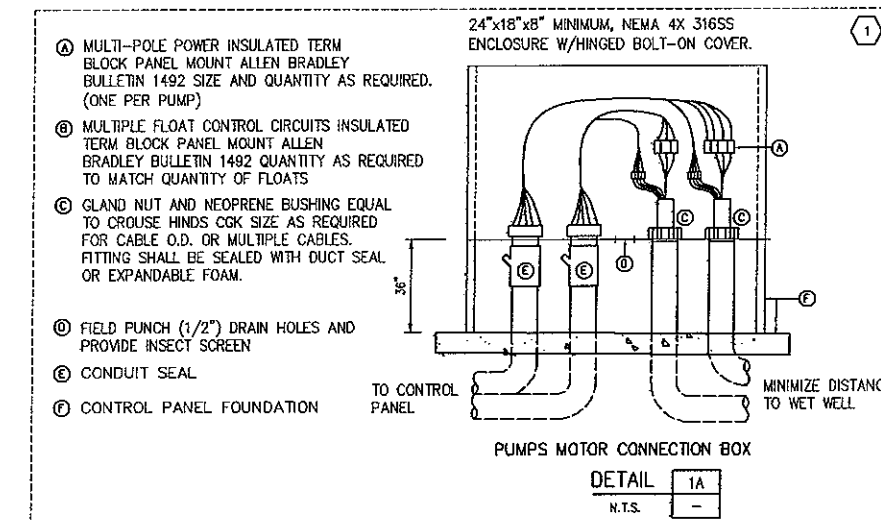 24"x18"x8" MINIMUM, NEMA 4X 316SS
ENCLOSURE W/HINGED BOLT-ON COVER.
1
A MULTI-POLE POWER INSULATED TERM
BLOCK PANEL MOUNT ALLEN BRADLEY
BULLETIN 1492 SIZE AND QUANTITY AS REQUIRED.
(ONE PER PUMP)
B MULTIPLE FLOAT CONTROL CIRCUITS INSULATED
TERM BLOCK PANEL MOUNT ALLEN
BRADLEY BULLETIN 1492 QUANTITY AS REQUIRED
TO MATCH QUANTITY OF FLOATS
C GLAND NUT AND NEOPRENE BUSHING EQUAL
TO CROUSE HINDS CGK SIZE AS REQUIRED
FOR CABLE O.D. OR MULTIPLE CABLES.
FITTING SHALL BE SEALED WITH DUCT SEAL
OR EXPANDABLE FOAM.
D FIELD PUNCH (1/2") DRAIN HOLES AND
PROVIDE INSECT SCREEN
E CONDUIT SEAL
F CONTROL PANEL FOUNDATION
A
C
C
E
E
D
36"
F
TO CONTROL
PANEL
MINIMIZE DISTANC
TO WET WELL
PUMPS MOTOR CONNECTION BOX
DETAIL 1A
N.T.S. -